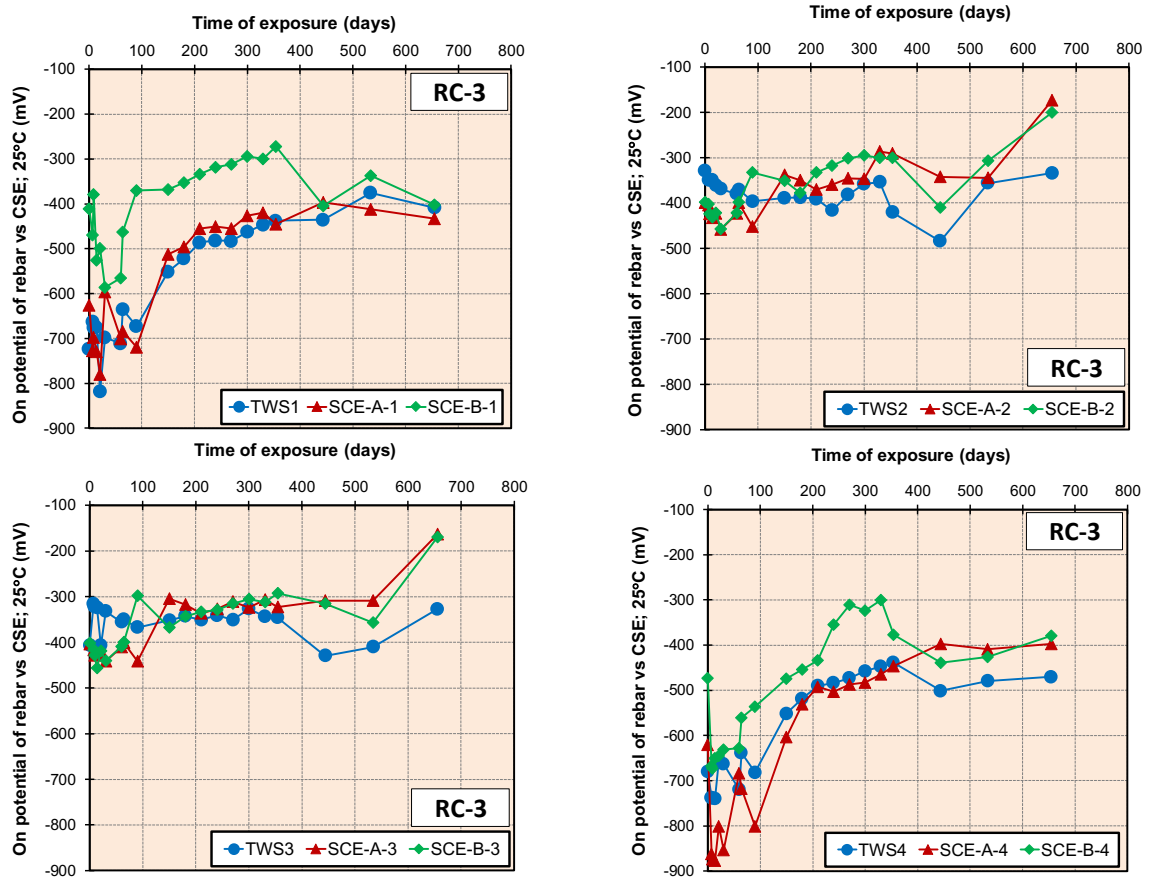 Time of exposure (days)
0 100 200 300 400 500 600 700 800
-100
-200
-300
-400
-500
-600
-700
-800
-900
On potential of rebar vs CSE; 25ºC (mV)
RC-3
TWS1 SCE-A-1 SCE-B-1
Time of exposure (days)
0 100 200 300 400 500 600 700 800
-100
-200
-300
-400
-500
-600
-700
-800
-900
On potential of rebar vs CSE; 25ºC (mV)
RC-3
TWS2 SCE-A-2 SCE-B-2
Time of exposure (days)
0 100 200 300 400 500 600 700 800
-100
-200
-300
-400
-500
-600
-700
-800
-900
On potential of rebar vs CSE; 25ºC (mV)
RC-3
TWS3 SCE-A-3 SCE-B-3
Time of exposure (days)
0 100 200 300 400 500 600 700 800
-100
-200
-300
-400
-500
-600
-700
-800
-900
On potential of rebar vs CSE; 25ºC (mV)
RC-3
TWS4 SCE-A-4 SCE-B-4